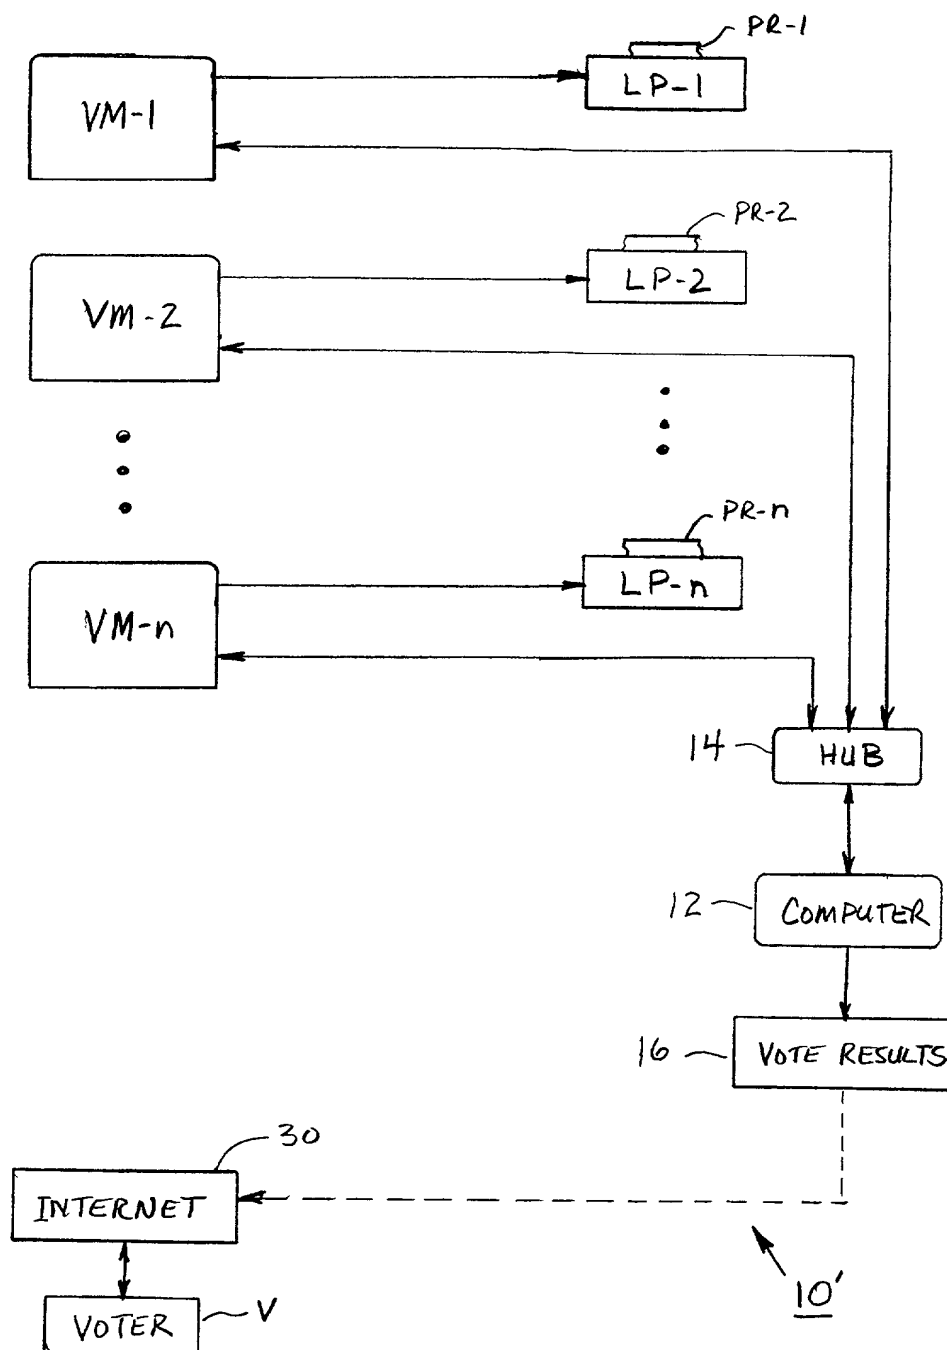 PR-1
LP-1
VM-1
PR-2
LP-2
VM-2
PR-n
LP-n
VM-n
14
HUB
12
COMPUTER
16
VOTE RESULTS
30
INTERNET
10'
VOTER
V